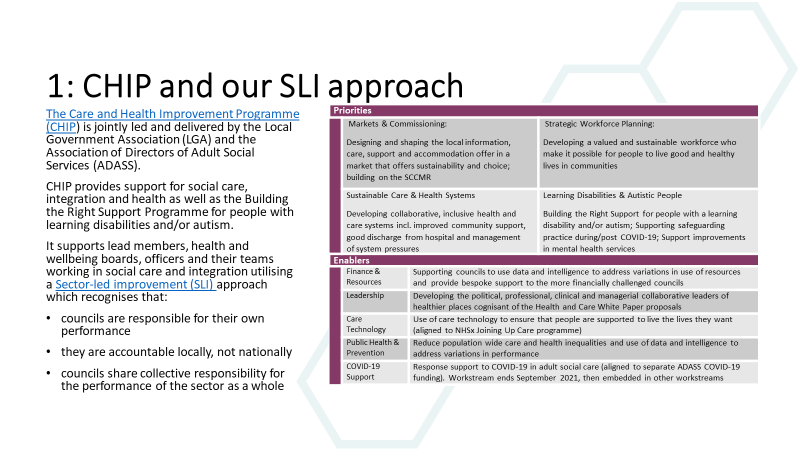 1: CHIP and our SLI approach
The Care and Health Improvement Programme
(CHIP) is jointly led and delivered by the Local
Government Association (LGA) and the
Association of Directors of Adult Social
Services (ADASS).
CHIP provides support for social care,
integration and health as well as the Building
the Right Support Programme for people with
learning disabilities and/or autism.
It supports lead members, health and
wellbeing boards, officers and their teams
working in social care and integration utilising
a Sector-led improvement (SLI) approach
which recognises that:
• councils are responsible for their own
performance
• they are accountable locally, not nationally
• councils share collective responsibility for
the performance of the sector as a whole
Priorities
Markets & Commissioning:
Designing and shaping the local information,
care, support and accommodation offer in a
market that offers sustainability and choice;
building on the SCCMR
Strategic Workforce Planning:
Developing a valued and sustainable workforce who
make it possible for people to live good and healthy
lives in communities
Sustainable Care & Health Systems
Developing collaborative, inclusive health and
care systems incl. improved community support,
good discharge from hospital and management
of system pressures
Learning Disabilities & Autistic People
Building the Right Support for people with a learning
disability and/or autism; Supporting safeguarding
practice during/post COVID-19; Support improvements
in mental health services
Enablers
Finance &
Resources
Supporting councils to use data and intelligence to address variations in use of resources
and provide bespoke support to the more financially challenged councils
Leadership
Developing the political, professional, clinical and managerial collaborative leaders of
healthier places cognisant of the Health and Care White Paper proposals
Care
Technology
Use of care technology to ensure that people are supported to live the lives they want
(aligned to NHSx Joining Up Care programme)
Public Health &
Prevention
Reduce population wide care and health inequalities and use of data and intelligence to
address variations in performance
COVID-19
Support
Response support to COVID-19 in adult social care (aligned to separate ADASS COVID-19
funding). Workstream ends September 2021, then embedded in other workstreams